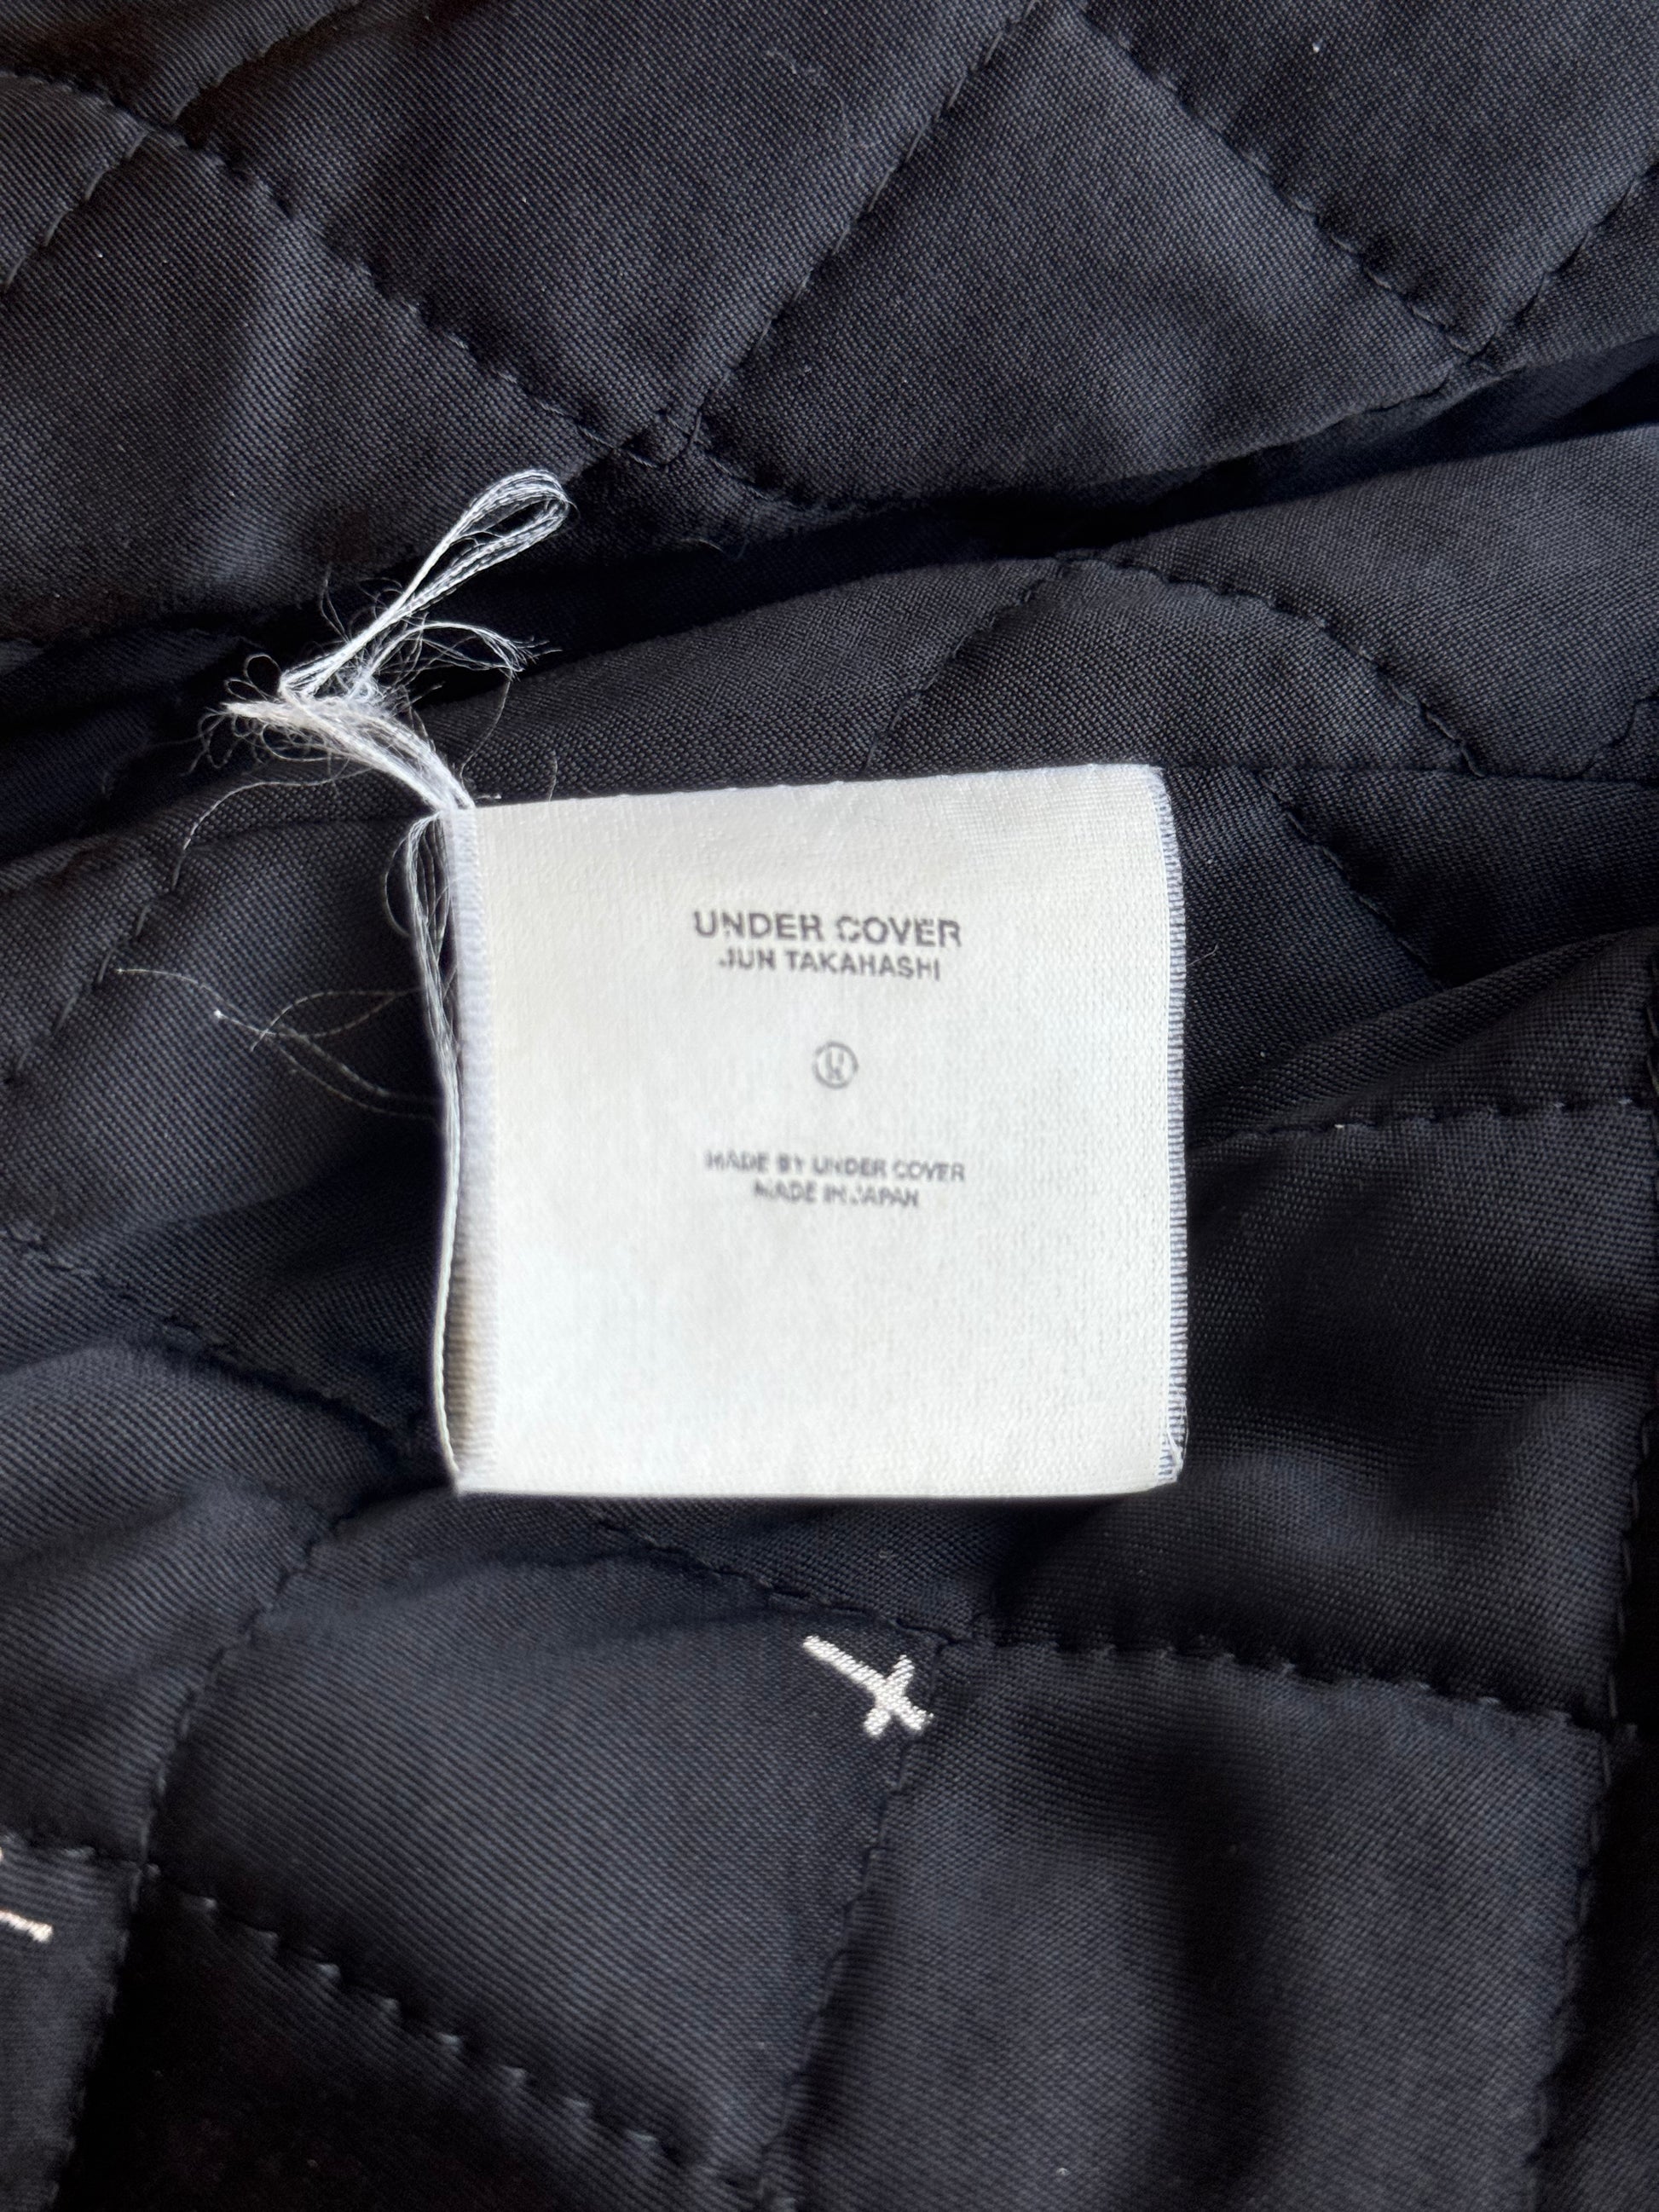 UNDER COVER
JUN TAKAHASHI
MADE BY UNDER COVER
MADE IN JAPAN